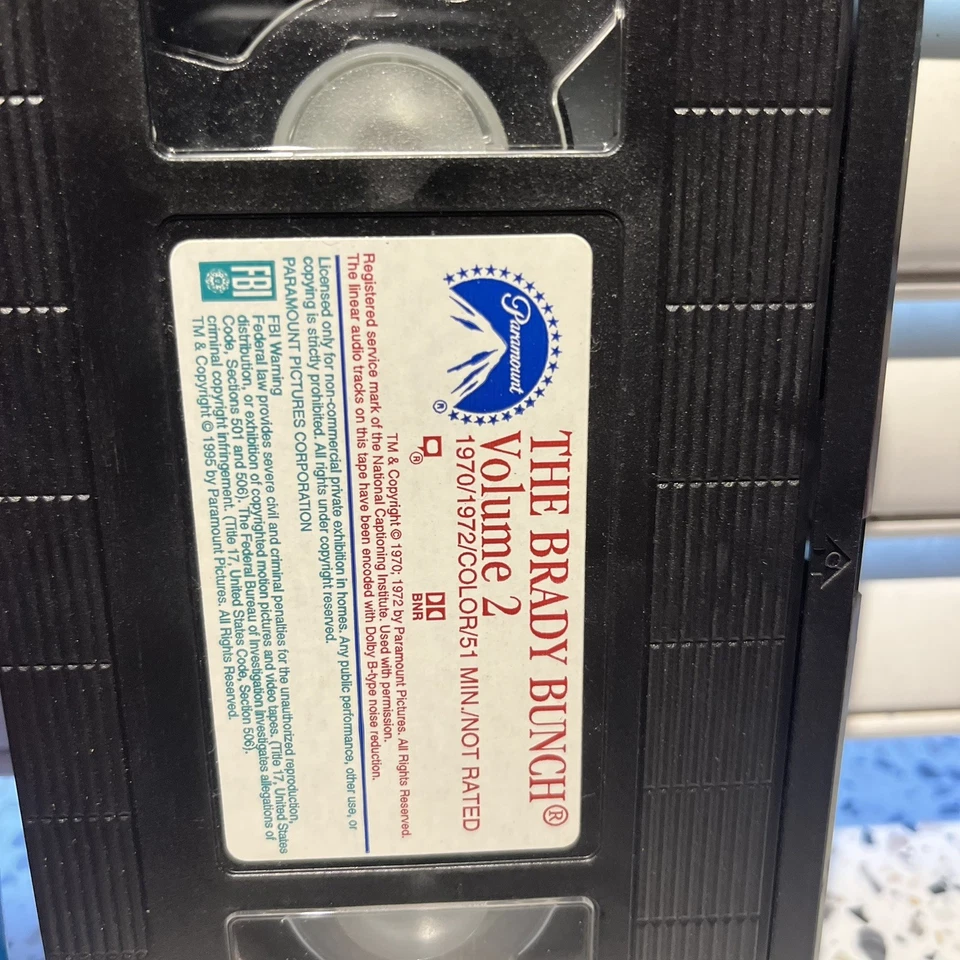 Paramount
®
THE BRADY BUNCH®
Volume 2
1970/1972/COLOR/51 MIN./NOT RATED
®
BNR
TM & Copyright © 1970; 1972 by Paramount Pictures. All Rights Reserved.
Registered service mark of the National Captioning Institute. Used with permission.
The linear audio tracks on this tape have been encoded with Dolby B-type noise reduction.
Licensed only for non-commercial private exhibition in homes. Any public performance, other use, or
copying is strictly prohibited. All rights under copyright reserved.
PARAMOUNT PICTURES CORPORATION
FBI
FBI Warning
Federal law provides severe civil and criminal penalties for the unauthorized reproduction,
distribution, or exhibition of copyrighted motion pictures and video tapes. (Title 17, United States
Code, Sections 501 and 506). The Federal Bureau of Investigation investigates allegations of
criminal copyright infringement. (Title 17, United States Code, Section 506).
TM & Copyright © 1995 by Paramount Pictures. All Rights Reserved.